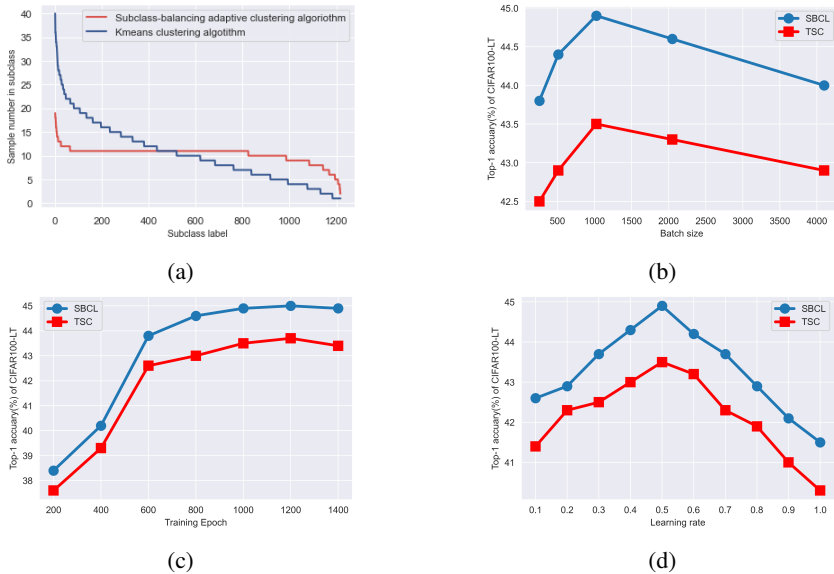 Subclass-balancing adaptive clustering algoriothm
Kmeans clustering algotithm
Sample number in subclass
40
35
30
25
20
15
10
5
0
0 200 400 600 800 1000 1200
Subclass label
(a)
SBCL
TSC
Top-1 accuary(%) of CIFAR100-LT
45.0
44.5
44.0
43.5
43.0
42.5
500 1000 1500 2000 2500 3000 3500 4000
Batch size
(b)
SBCL
TSC
Top-1 accuary(%) of CIFAR100-LT
45
44
43
42
41
40
39
38
200 400 600 800 1000 1200 1400
Training Epoch
(c)
SBCL
TSC
Top-1 accuary(%) of CIFAR100-LT
45
44
43
42
41
0.1 0.2 0.3 0.4 0.5 0.6 0.7 0.8 0.9 1.0
Learning rate
(d)